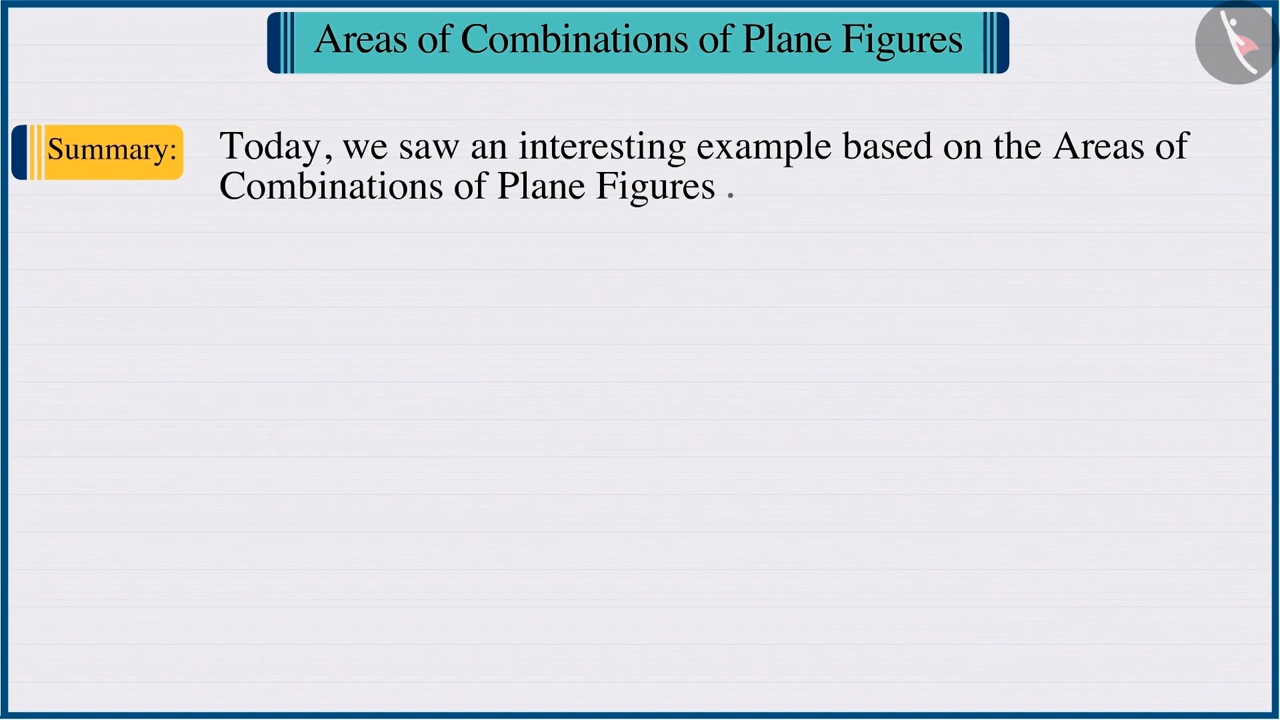 Areas of Combinations of Plane Figures
Summary:
Today, we saw an interesting example based on the Areas of
Combinations of Plane Figures .